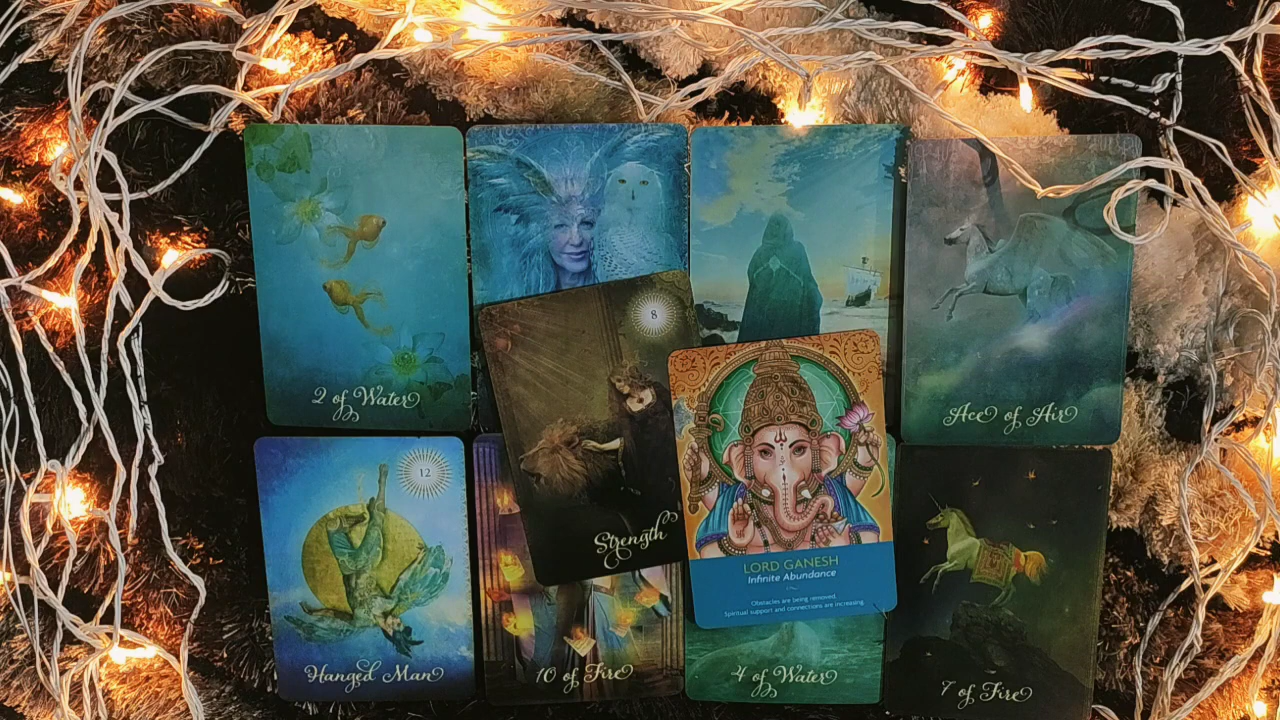 2 of Water
Ace of Air
8
Strength
LORD GANESH
Infinite Abundance
Obstacles are being removed.
Spiritual support and connections are increasing.
12
Hanged Man
10 of Fire
4 of Water
7 of Fire